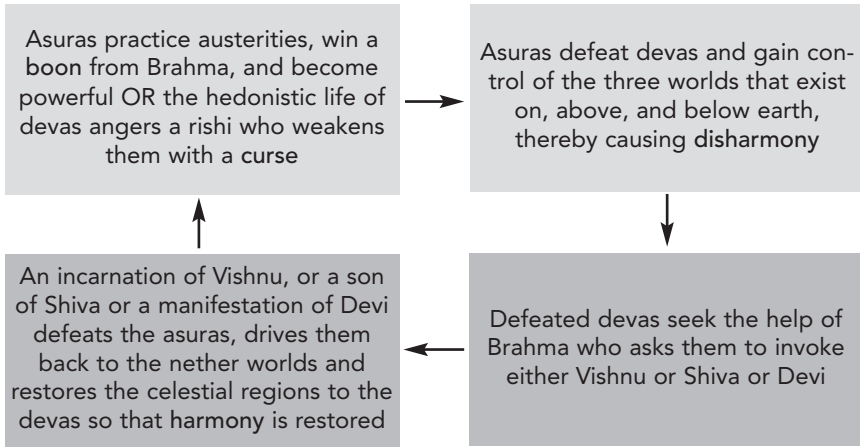 Asuras practice austerities, win a
boon from Brahma, and become
powerful OR the hedonistic life of
devas angers a rishi who weakens
them with a curse
Asuras defeat devas and gain con-
trol of the three worlds that exist
on, above, and below earth,
thereby causing disharmony
An incarnation of Vishnu, or a son
of Shiva or a manifestation of Devi
defeats the asuras, drives them
back to the nether worlds and
restores the celestial regions to the
devas so that harmony is restored
Defeated devas seek the help of
Brahma who asks them to invoke
either Vishnu or Shiva or Devi